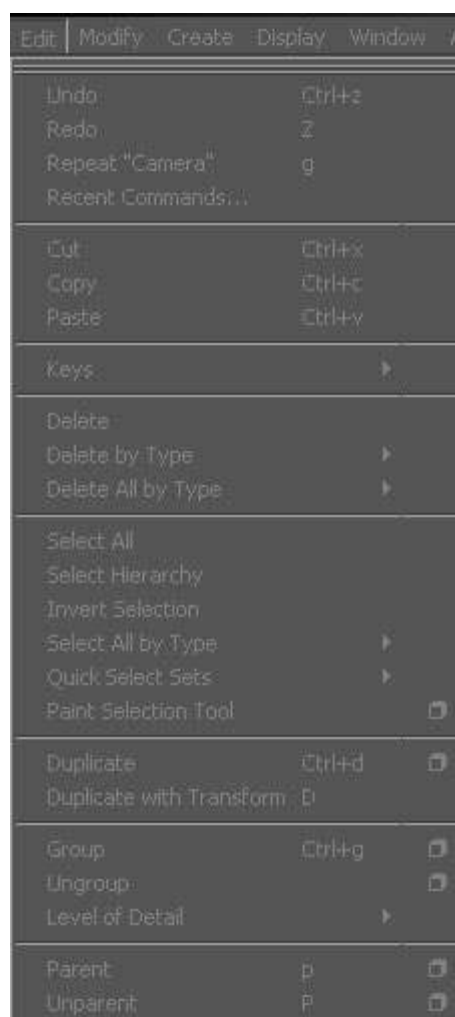 Edit Modify Create Display Window
Undo Ctrl+z
Redo Z
Repeat "Camera" g
Recent Commands...
Cut Ctrl+x
Copy Ctrl+c
Paste Ctrl+v
Keys
Delete
Delete by Type
Delete All by Type
Select All
Select Hierarchy
Invert Selection
Select All by Type
Quick Select Sets
Paint Selection Tool
Duplicate Ctrl+d
Duplicate with Transform D
Group Ctrl+g
Ungroup
Level of Detail
Parent p
Unparent P